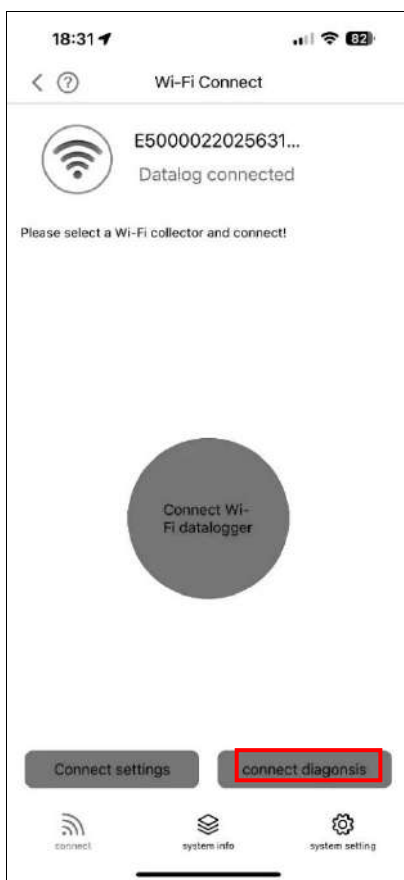 18:31
82
Wi-Fi Connect
E5000022025631...
Datalog connected
Please select a Wi-Fi collector and connect!
Connect Wi-
Fi datalogger
Connect settings
connect diagonsis
connect
system info
system setting